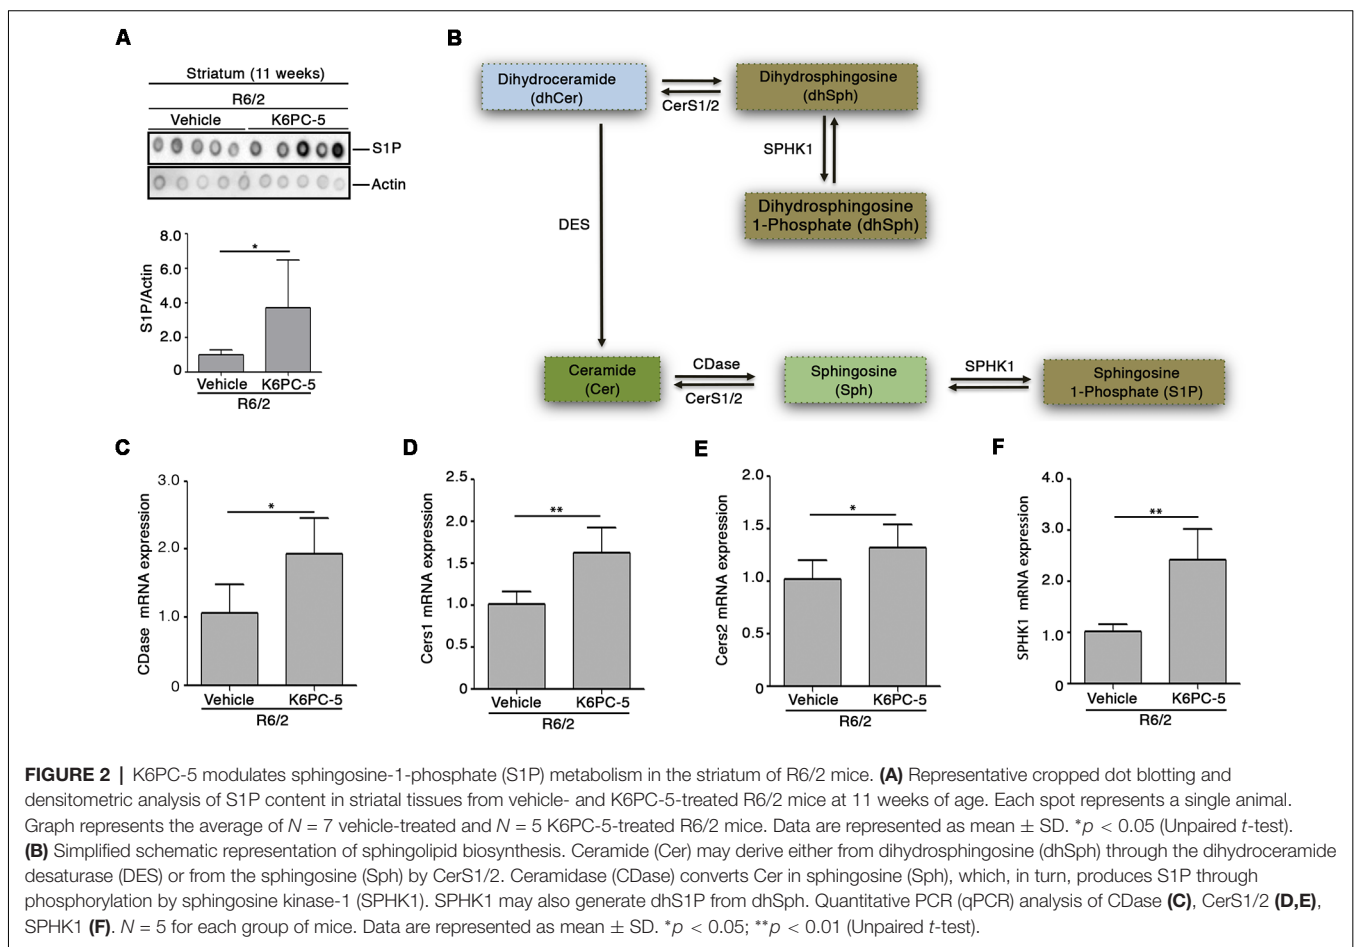 A
Striatum (11 weeks)
R6/2
Vehicle K6PC-5
S1P
Actin
8.0
6.0
4.0
2.0
0
S1P/Actin
*
Vehicle K6PC-5
R6/2
B
Dihydroceramide
(dhCer)
CerS1/2
Dihydrosphingosine
(dhSph)
SPHK1
Dihydrosphingosine
1-Phosphate (dhSph)
DES
Ceramide
(Cer)
CDase
CerS1/2
Sphingosine
(Sph)
SPHK1
Sphingosine
1-Phosphate (S1P)
C
3.0
2.0
1.0
0
CDase mRNA expression
*
Vehicle K6PC-5
R6/2
D
2.5
2.0
1.5
1.0
0.5
0
Cers1 mRNA expression
**
Vehicle K6PC-5
R6/2
E
2.0
1.5
1.0
0.5
0
Cers2 mRNA expression
*
Vehicle K6PC-5
R6/2
F
4.0
3.0
2.0
1.0
0
SPHK1 mRNA expression
**
Vehicle K6PC-5
R6/2
FIGURE 2 | K6PC-5 modulates sphingosine-1-phosphate (S1P) metabolism in the striatum of R6/2 mice. (A) Representative cropped dot blotting and
densitometric analysis of S1P content in striatal tissues from vehicle- and K6PC-5-treated R6/2 mice at 11 weeks of age. Each spot represents a single animal.
Graph represents the average of N = 7 vehicle-treated and N = 5 K6PC-5-treated R6/2 mice. Data are represented as mean ± SD. *p < 0.05 (Unpaired t-test).
(B) Simplified schematic representation of sphingolipid biosynthesis. Ceramide (Cer) may derive either from dihydrosphingosine (dhSph) through the dihydroceramide
desaturase (DES) or from the sphingosine (Sph) by CerS1/2. Ceramidase (CDase) converts Cer in sphingosine (Sph), which, in turn, produces S1P through
phosphorylation by sphingosine kinase-1 (SPHK1). SPHK1 may also generate dhS1P from dhSph. Quantitative PCR (qPCR) analysis of CDase (C), CerS1/2 (D,E),
SPHK1 (F). N = 5 for each group of mice. Data are represented as mean ± SD. *p < 0.05; **p < 0.01 (Unpaired t-test).